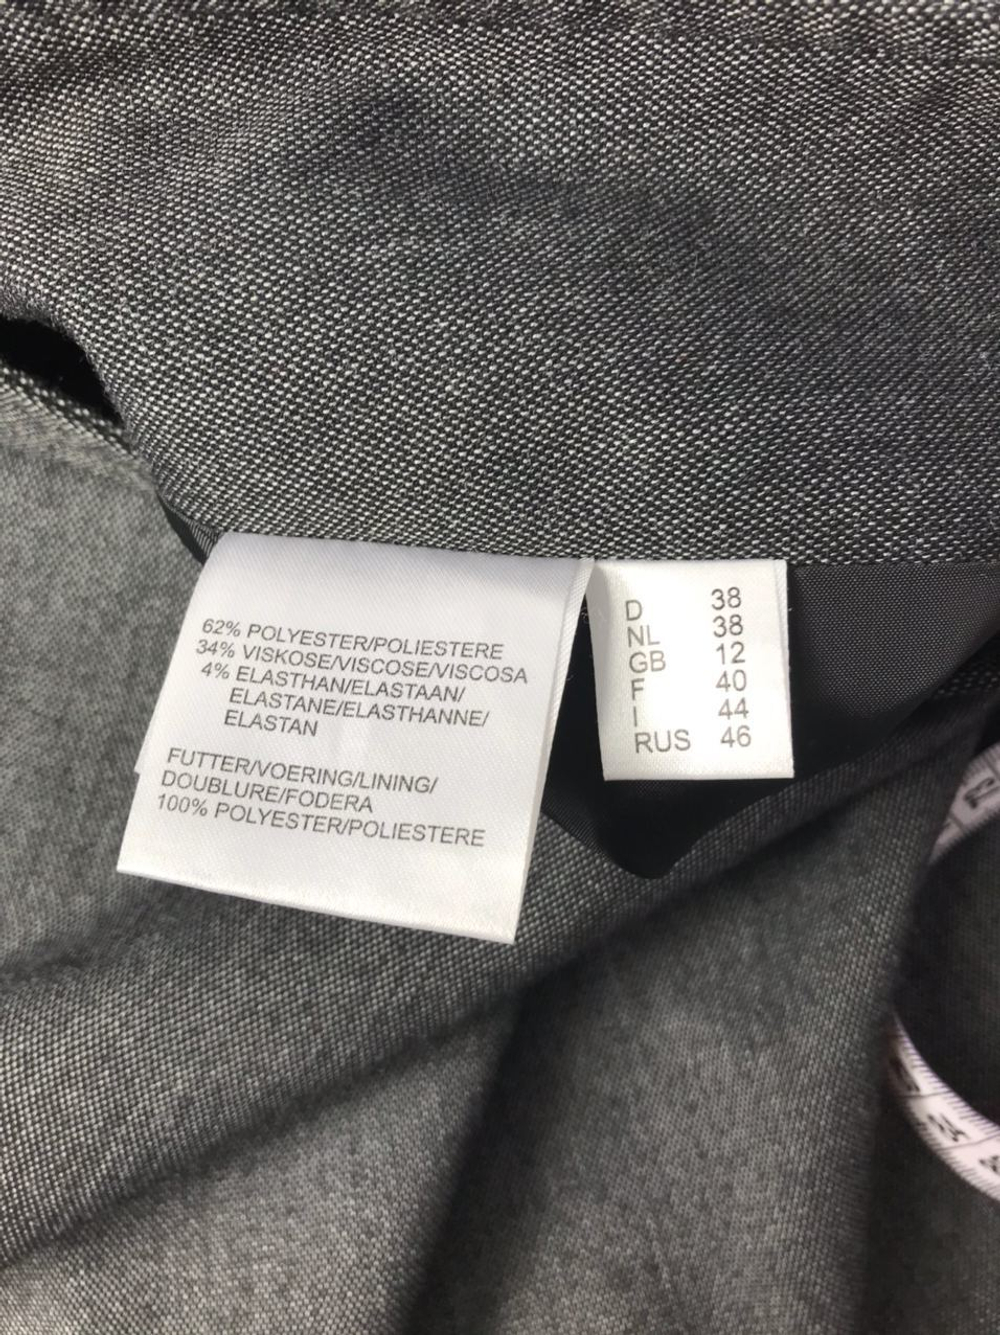 62% POLYESTER/POLIESTERE
34% VISKOSE/VISCOSE/VISCOSA
4% ELASTHAN/ELASTAAN/
ELASTANE/ELASTHANNE/
ELASTAN
FUTTER/VOERING/LINING/
DOUBLURE/FODERA
100% POLYESTER/POLIESTERE
D 38
NL 38
GB 12
F 40
I 44
RUS 46